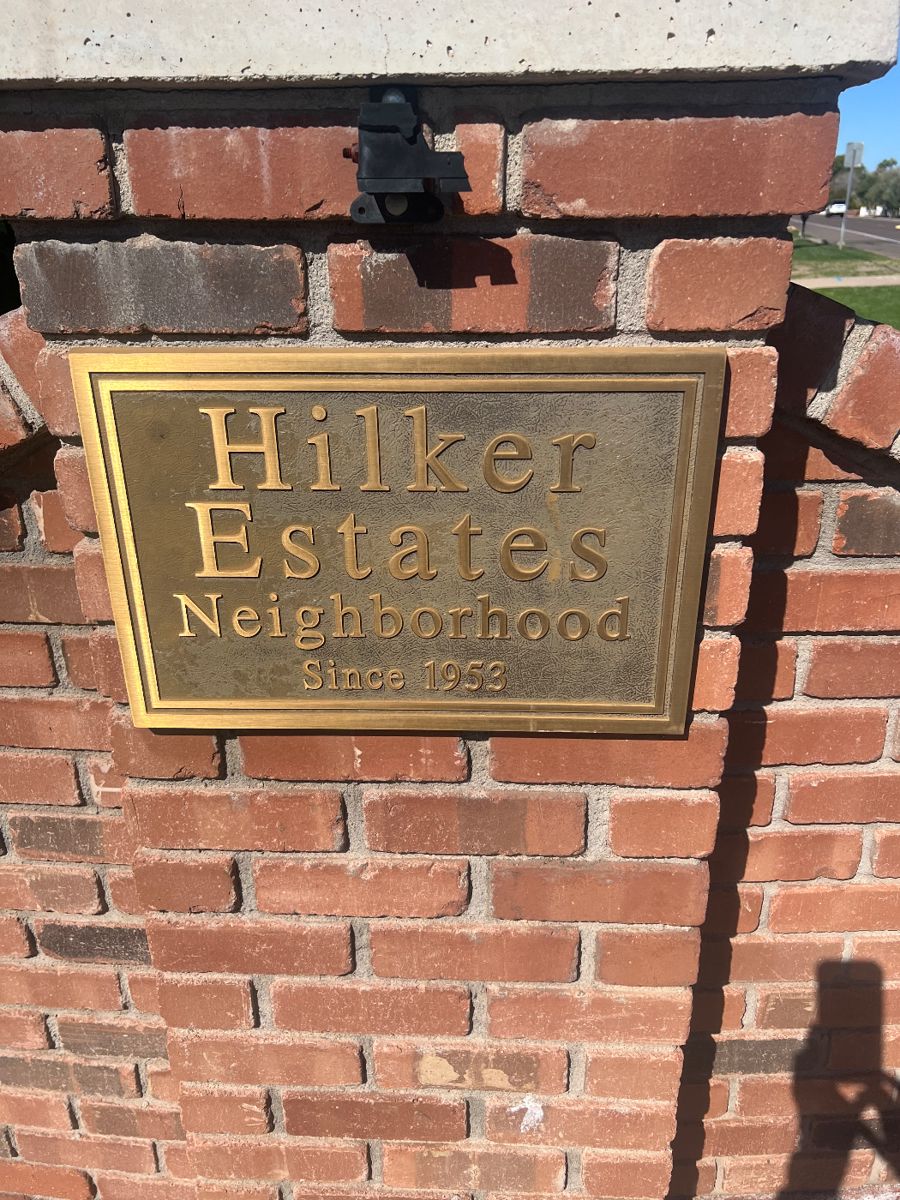 Hilker
Estates
Neighborhood
Since 1953